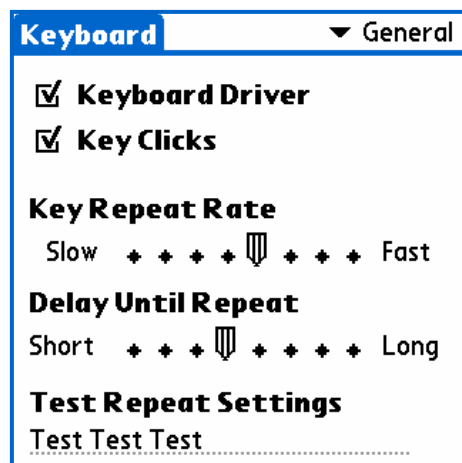 Keyboard
General
Keyboard Driver
Key Clicks
Key Repeat Rate
Slow Fast
Delay Until Repeat
Short Long
Test Repeat Settings
Test Test Test